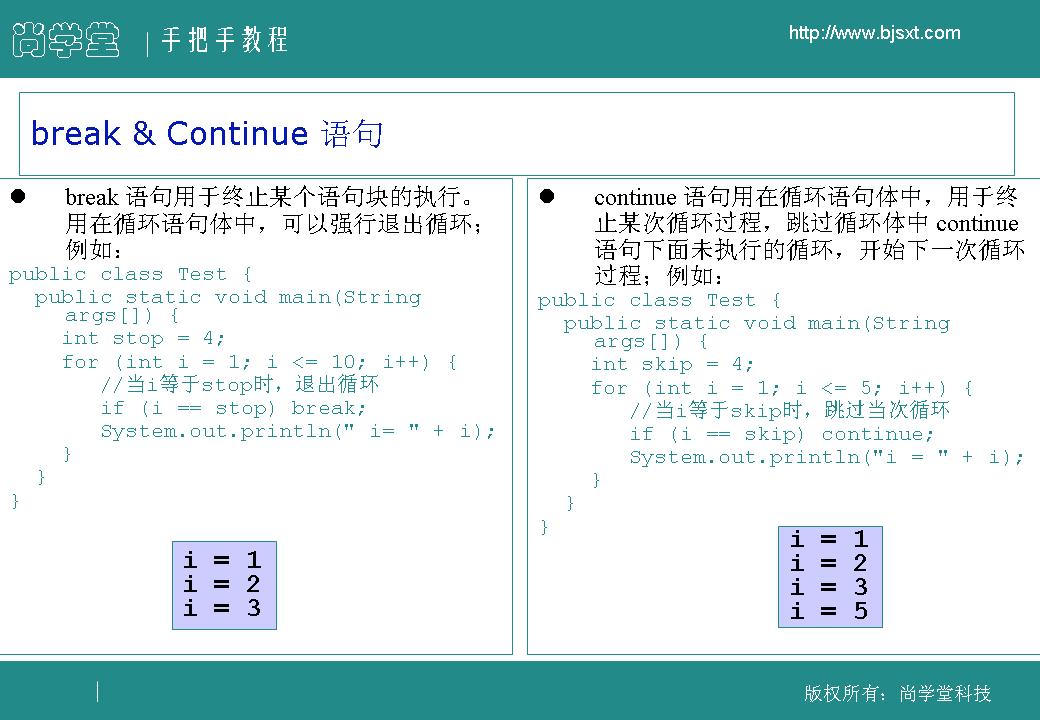 尚学堂 | 手把手教程
http://www.bjsxt.com
break & Continue 语句
● break 语句用于终止某个语句块的执行。
用在循环语句体中，可以强行退出循环；
例如：
public class Test {
public static void main(String
args[]) {
int stop = 4;
for (int i = 1; i <= 10; i++) {
//当i等于stop时，退出循环
if (i == stop) break;
System.out.println(" i= " + i);
}
}
}
i = 1
i = 2
i = 3
● continue 语句用在循环语句体中，用于终
止某次循环过程，跳过循环体中 continue
语句下面未执行的循环，开始下一次循环
过程；例如：
public class Test {
public static void main(String
args[]) {
int skip = 4;
for (int i = 1; i <= 5; i++) {
//当i等于skip时，跳过当次循环
if (i == skip) continue;
System.out.println("i = " + i);
}
}
}
i = 1
i = 2
i = 3
i = 5
版权所有：尚学堂科技